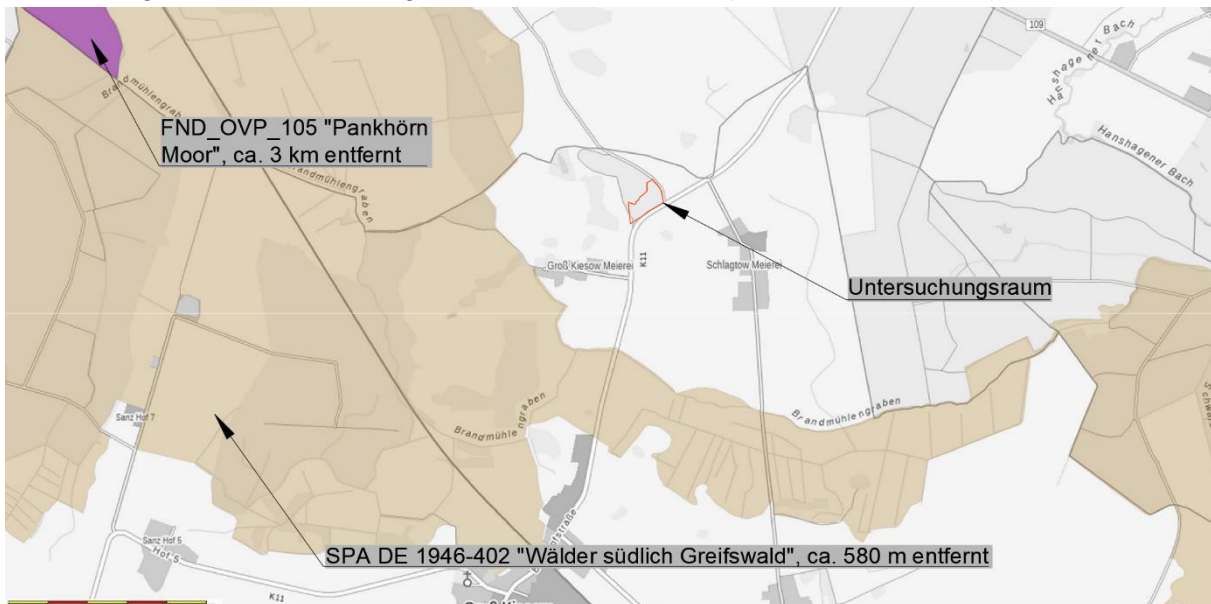 109
Hanshagener Bach
Brandmühlengraben
FND_OVP_105 "Pankhörn
Moor", ca. 3 km entfernt
Brandmühlengraben
Hanshagener Bach
Groß Kiesow Meierei
K11
Schlagtow Meierei
Untersuchungsraum
Sanz Hof 7
Brandmühlengraben
Brandmühlengraben
Sanz Hof 5
Hof 5
SPA DE 1946-402 "Wälder südlich Greifswald", ca. 580 m entfernt
K11